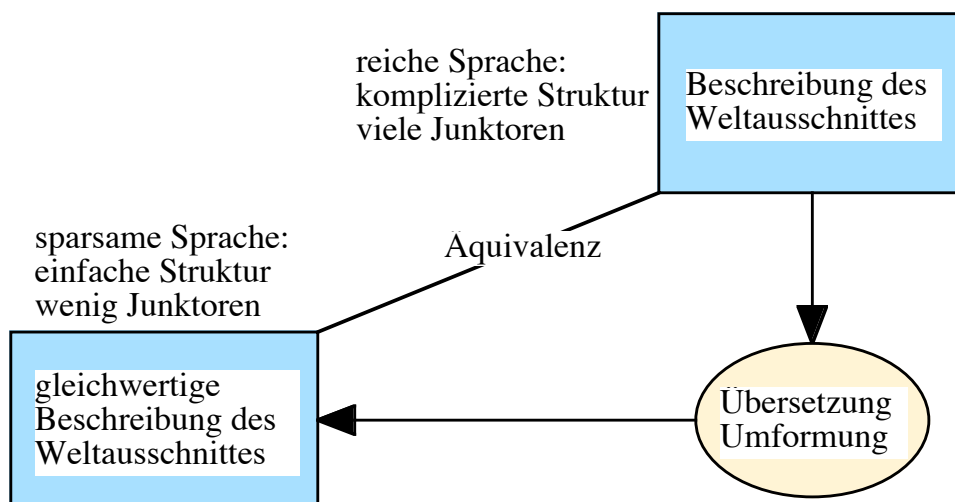 reiche Sprache:
komplizierte Struktur
viele Junktoren
Beschreibung des
Weltausschnittes
sparsame Sprache:
einfache Struktur
wenig Junktoren
Äquivalenz
gleichwertige
Beschreibung des
Weltausschnittes
Übersetzung
Umformung